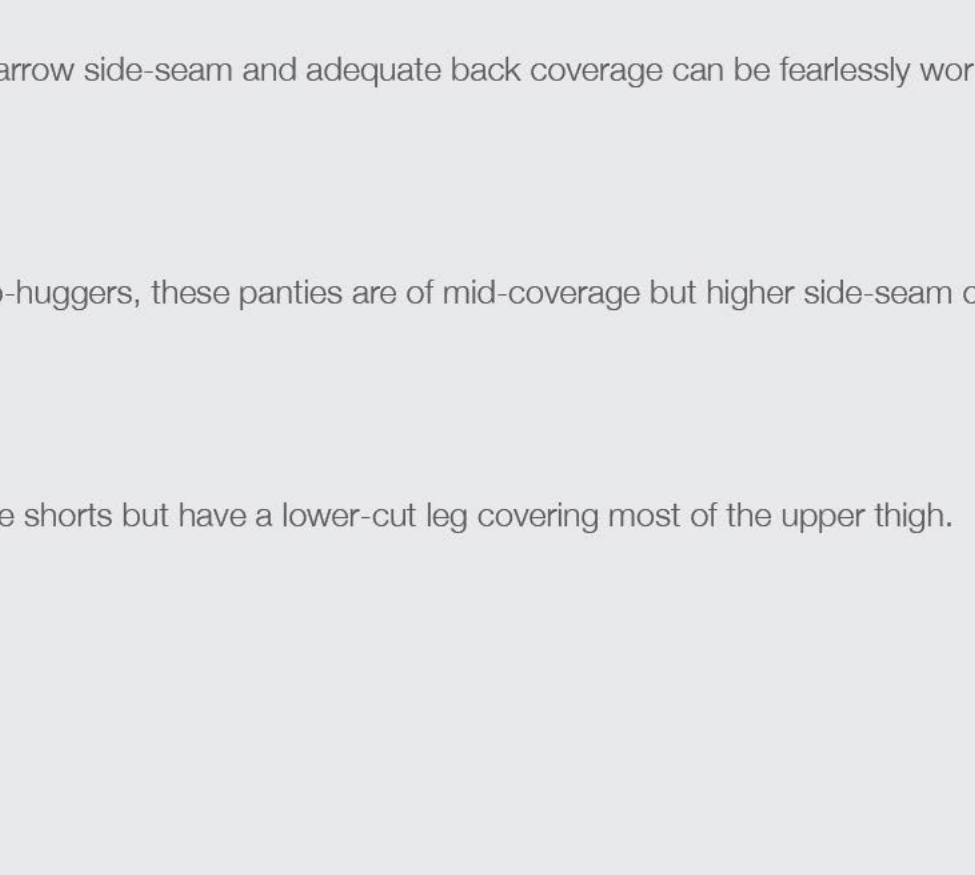 arrow side-seam and adequate back coverage can be fearlessly wor
-huggers, these panties are of mid-coverage but higher side-seam
e shorts but have a lower-cut leg covering most of the upper thigh.